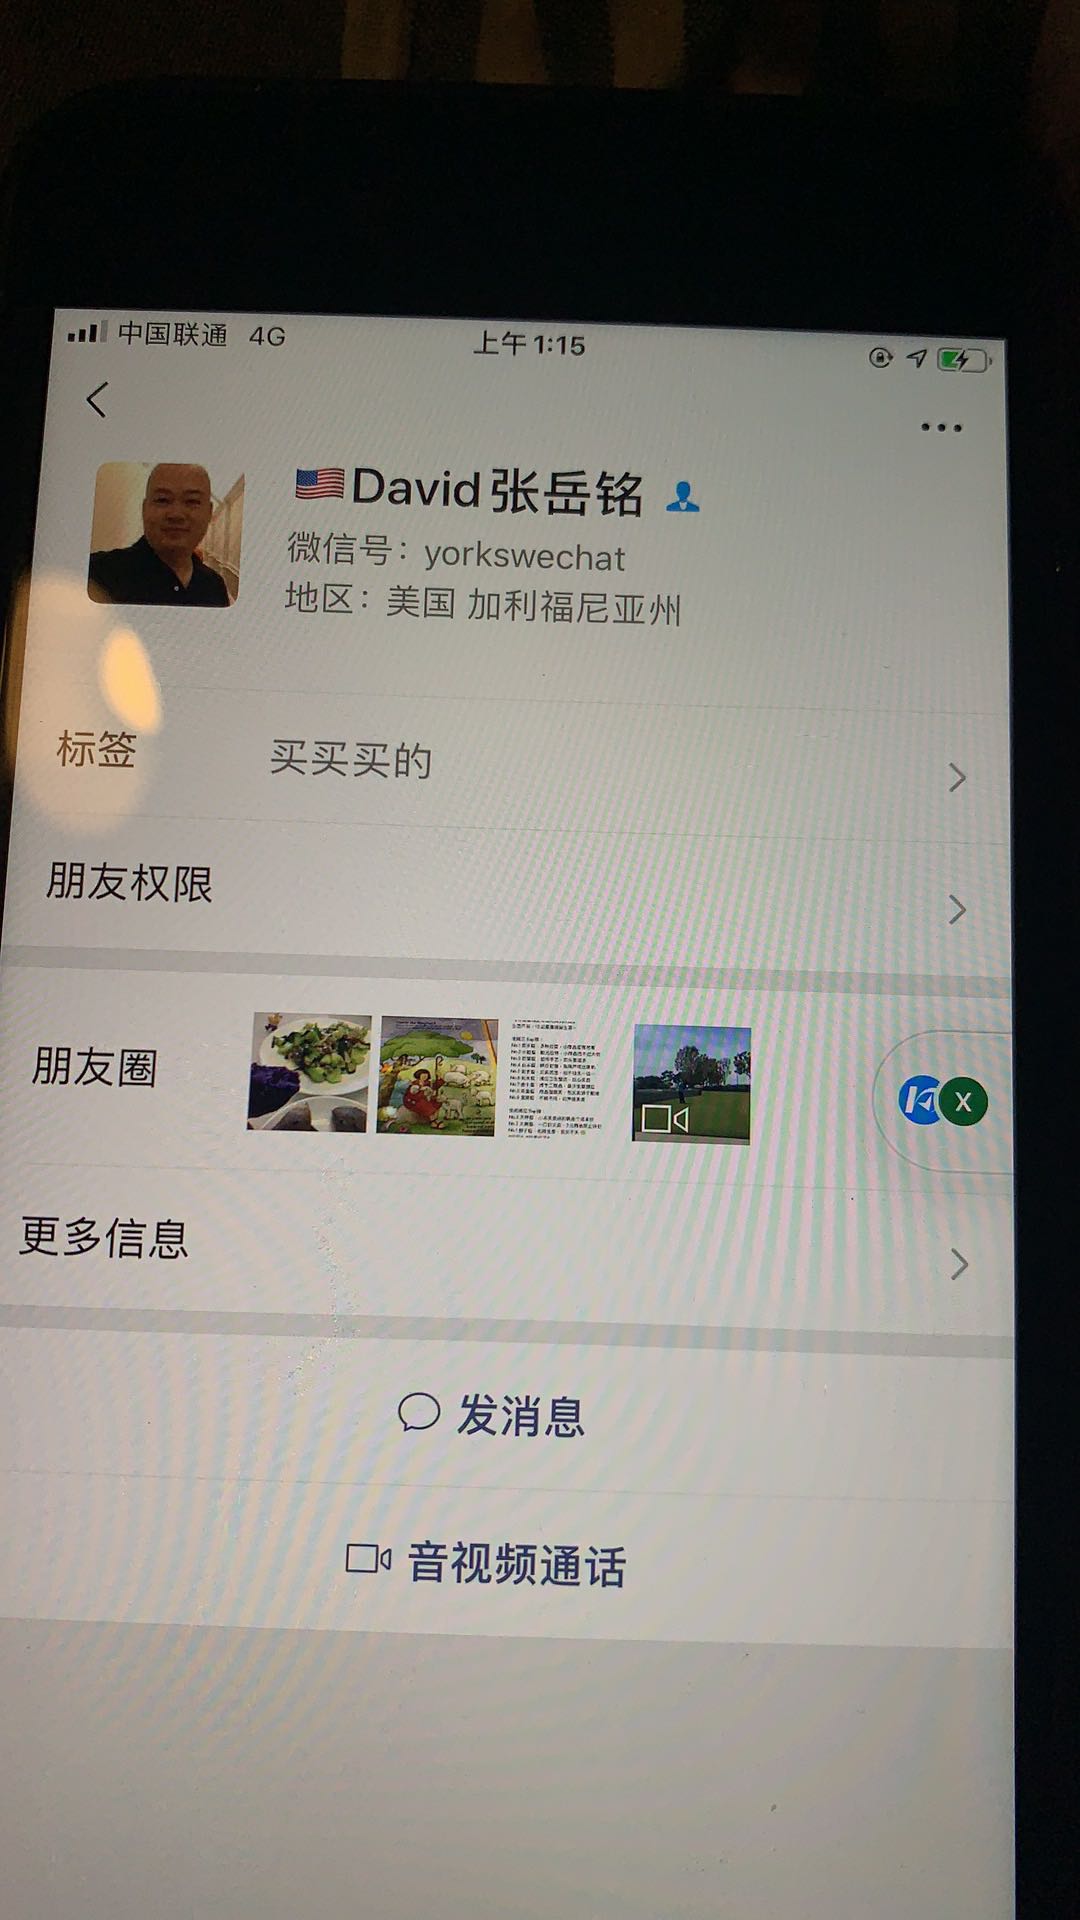 中国联通 4G 上午1:15
🇺🇸David张岳铭
微信号：yorkswechat
地区：美国 加利福尼亚州
标签 买买买的
朋友权限
朋友圈
X
更多信息
发消息
音视频通话